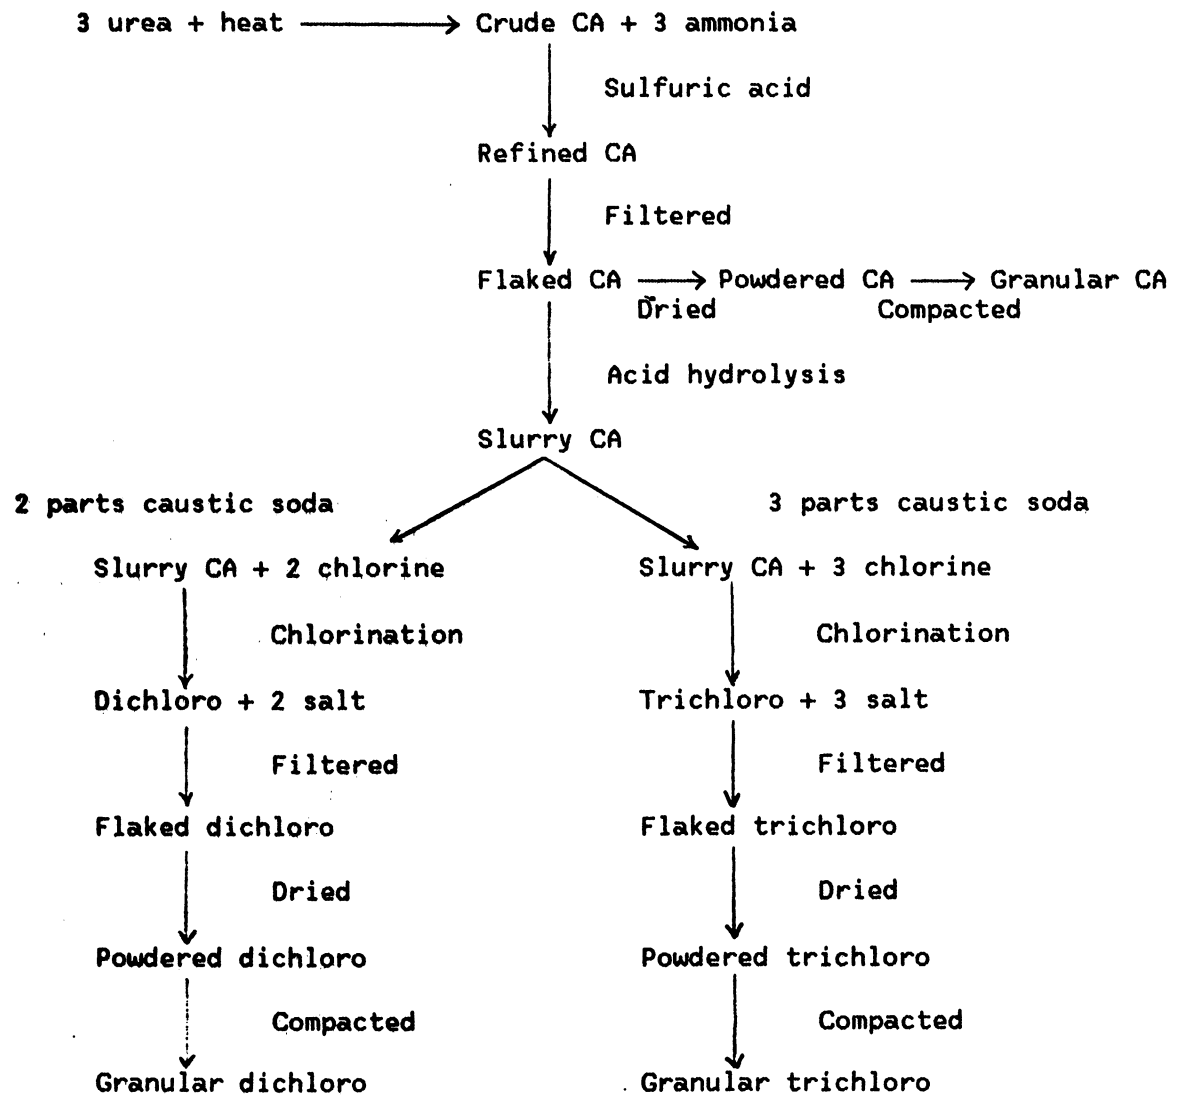 3 urea + heat Crude CA + 3 ammonia
Sulfuric acid
Refined CA
Filtered
Flaked CA Powdered CA Granular CA
Dried Compacted
Acid hydrolysis
Slurry CA
2 parts caustic soda 3 parts caustic soda
Slurry CA + 2 chlorine Slurry CA + 3 chlorine
Chlorination Chlorination
Dichloro + 2 salt Trichloro + 3 salt
Filtered Filtered
Flaked dichloro Flaked trichloro
Dried Dried
Powdered dichloro Powdered trichloro
Compacted Compacted
Granular dichloro Granular trichloro